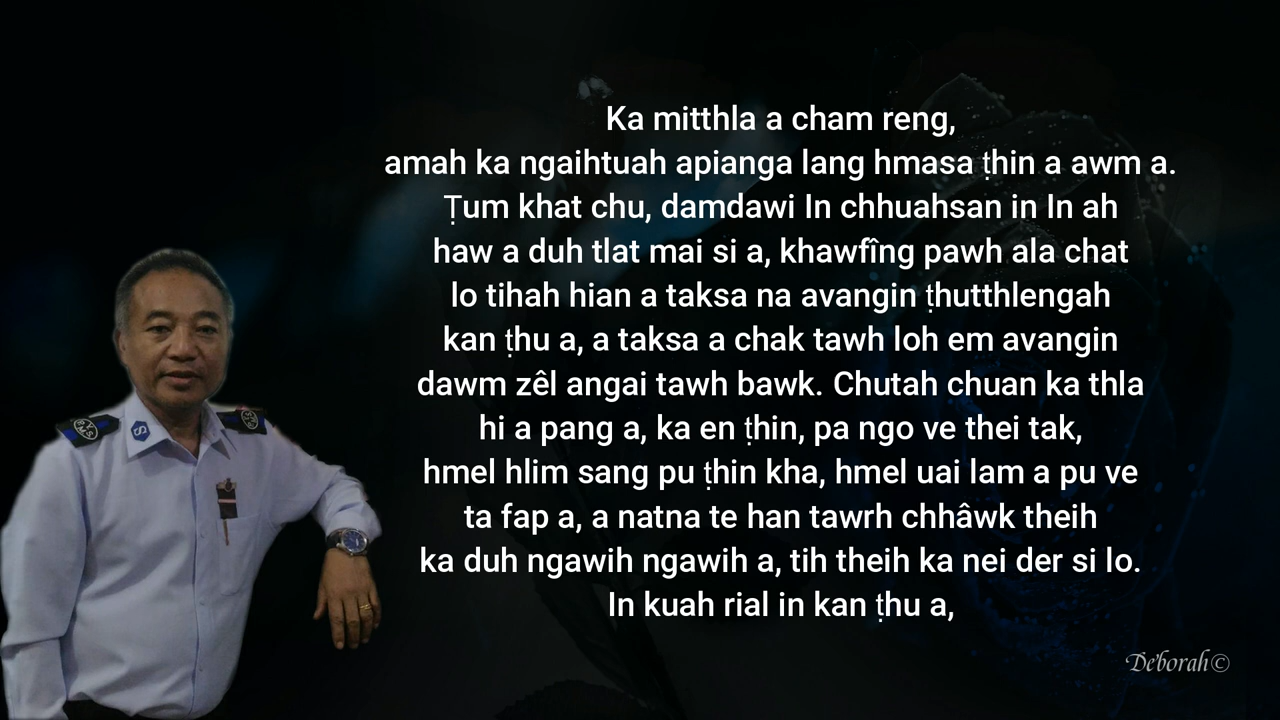 Ka mitthla a cham reng,
amah ka ngaihtuah apianga lang hmasa ṭhin a awm a.
Ṭum khat chu, damdawi In chhuahsan in In ah
haw a duh tlat mai si a, khawfîng pawh ala chat
lo tihah hian a taksa na avangin ṭhutthlengah
kan ṭhu a, a taksa a chak tawh loh em avangin
dawm zêl angai tawh bawk. Chutah chuan ka thla
hi a pang a, ka en ṭhin, pa ngo ve thei tak,
hmel hlim sang pu ṭhin kha, hmel uai lam a pu ve
ta fap a, a natna te han tawrh chhâwk theih
ka duh ngawih ngawih a, tih theih ka nei der si lo.
In kuah rial in kan ṭhu a,
S
Deborah©